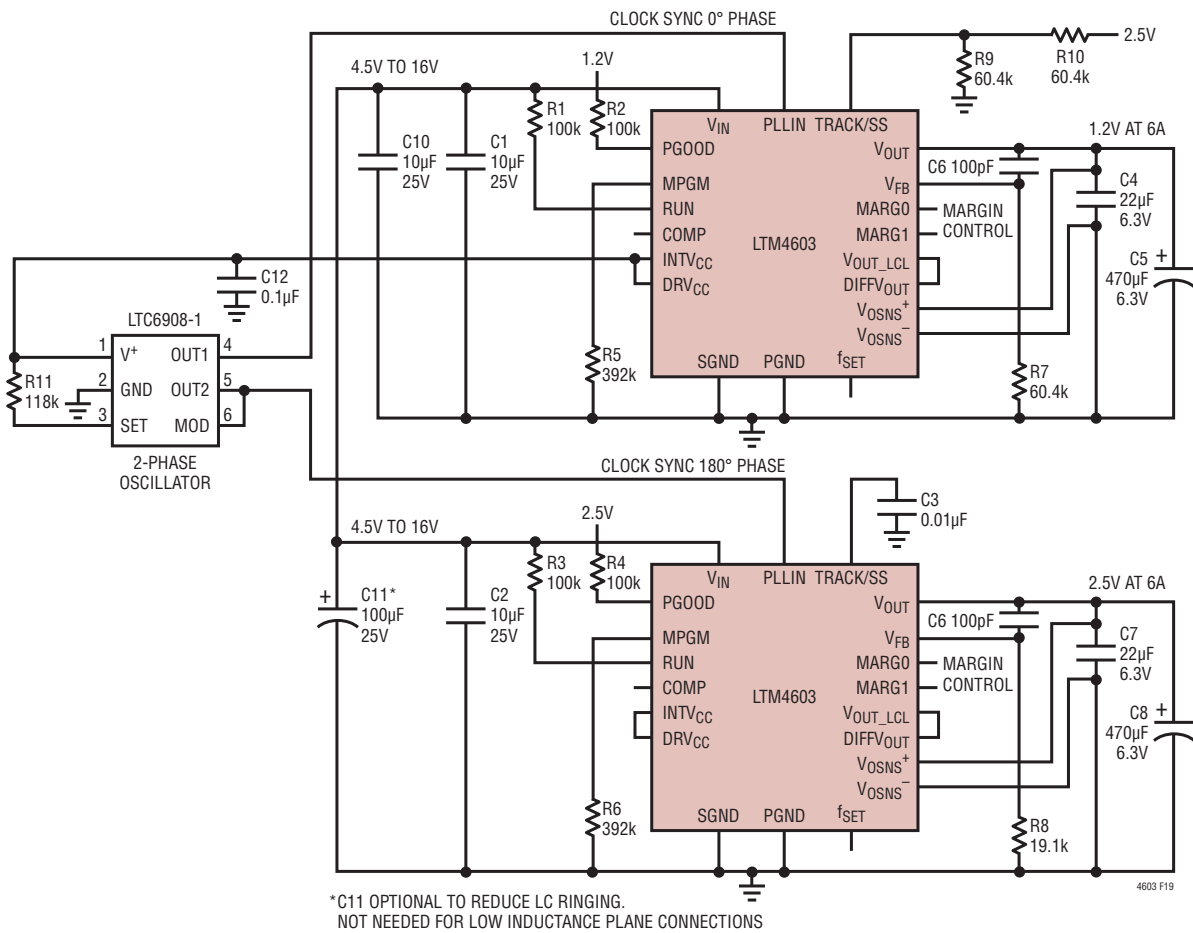 CLOCK SYNC 0° PHASE
4.5V TO 16V
1.2V
R9
60.4k
R10
60.4k
2.5V
C10
10µF
25V
C1
10µF
25V
R1
100k
R2
100k
VIN
PLLIN
TRACK/SS
PGOOD
MPGM
RUN
COMP
INTVCC
DRVCC
LTM4603
VOUT
VFB
MARG0
MARG1
VOUT_LCL
DIFFVOUT
VOSNS+
VOSNS–
SGND
PGND
fSET
1.2V AT 6A
C6 100pF
MARGIN
CONTROL
C4
22µF
6.3V
C5
+
470µF
6.3V
R5
392k
R7
60.4k
C12
0.1µF
LTC6908-1
1
V+
OUT1
4
2
GND
OUT2
5
3
SET
MOD
6
R11
118k
2-PHASE
OSCILLATOR
CLOCK SYNC 180° PHASE
4.5V TO 16V
2.5V
C3
0.01µF
+
C11*
100µF
25V
C2
10µF
25V
R3
100k
R4
100k
VIN
PLLIN
TRACK/SS
PGOOD
MPGM
RUN
COMP
INTVCC
DRVCC
LTM4603
VOUT
VFB
MARG0
MARG1
VOUT_LCL
DIFFVOUT
VOSNS+
VOSNS–
SGND
PGND
fSET
2.5V AT 6A
C6 100pF
MARGIN
CONTROL
C7
22µF
6.3V
C8
+
470µF
6.3V
R6
392k
R8
19.1k
4603 F19
*C11 OPTIONAL TO REDUCE LC RINGING.
NOT NEEDED FOR LOW INDUCTANCE PLANE CONNECTIONS